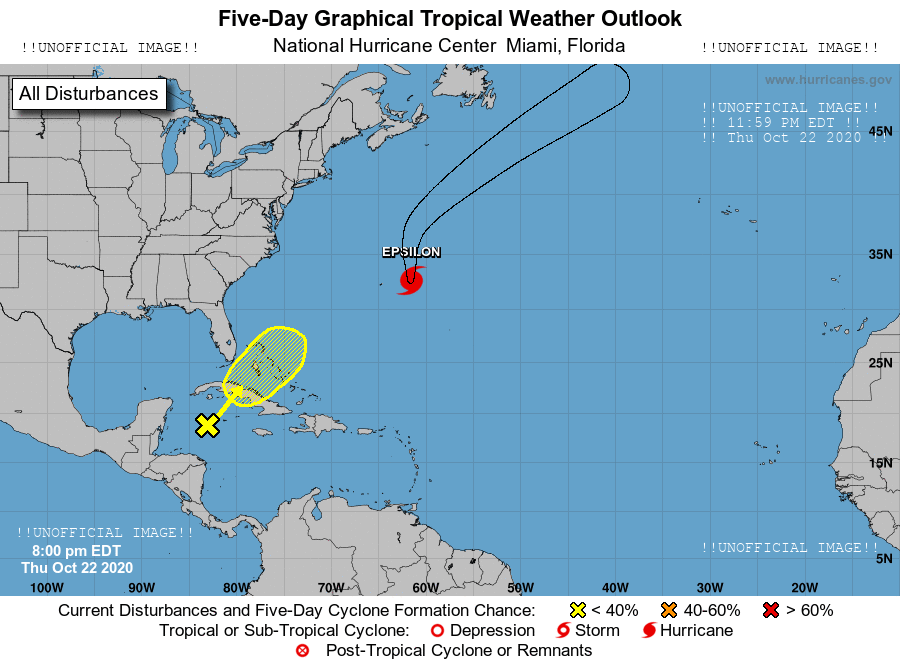 Five-Day Graphical Tropical Weather Outlook
!!UNOFFICIAL IMAGE!!
National Hurricane Center Miami, Florida
!!UNOFFICIAL IMAGE!!
www.hurricanes.gov
All Disturbances
!!UNOFFICIAL IMAGE!!
!! 11:59 PM EDT !!
!! Thu Oct 22 2020 !!
45N
EPSILON
35N
25N
15N
!!UNOFFICIAL IMAGE!!
8:00 pm EDT
Thu Oct 22 2020
!!UNOFFICIAL IMAGE!!
5N
100W 90W 80W 70W 60W 50W 40W 30W 20W
Current Disturbances and Five-Day Cyclone Formation Chance: < 40% 40-60% > 60%
Tropical or Sub-Tropical Cyclone: Depression Storm Hurricane
Post-Tropical Cyclone or Remnants